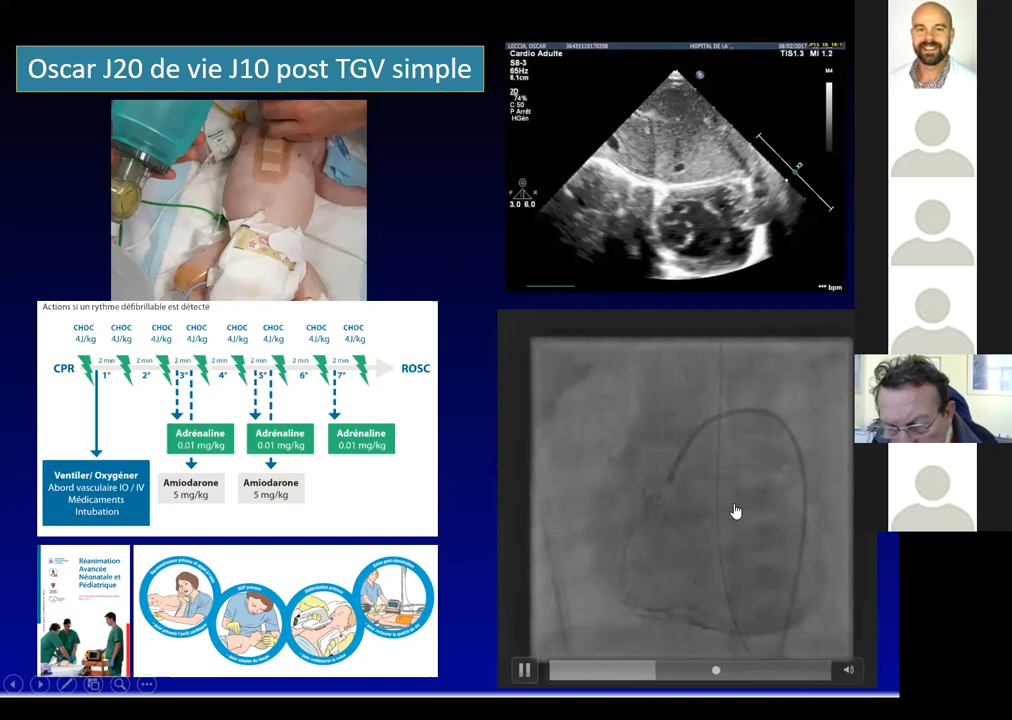 Oscar J20 de vie J10 post TGV simple
LECCIA, OSCAR 36431120170208 HOPITAL DE LA
Cardio Adulte
TIS1.3 MI 1.2
S8-3
65Hz
8.1cm
M4
2D
74%
C 50
P Arrêt
HGén
P R
3.0 6.0
*** bpm
Actions si un rythme défibrillable est détecté
CHOC CHOC CHOC CHOC CHOC CHOC CHOC CHOC
4J/kg 4J/kg 4J/kg 4J/kg 4J/kg 4J/kg 4J/kg 4J/kg
2 min 2 min 2 min 2 min 2 min 2 min 2 min
CPR 1° 2° 3° 4° 5° 6° 7° ROSC
Adrénaline Adrénaline Adrénaline
0.01 mg/kg 0.01 mg/kg 0.01 mg/kg
Ventiler/ Oxygéner
Abord vasculaire IO / IV
Médicaments
Intubation
Amiodarone Amiodarone
5 mg/kg 5 mg/kg
Réanimation
Avancée
Néonatale et
Pédiatrique